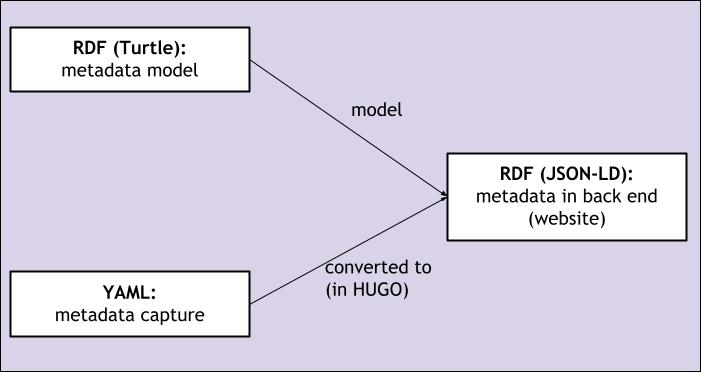 RDF (Turtle):
metadata model
model
RDF (JSON-LD):
metadata in back end
(website)
converted to
(in HUGO)
YAML:
metadata capture